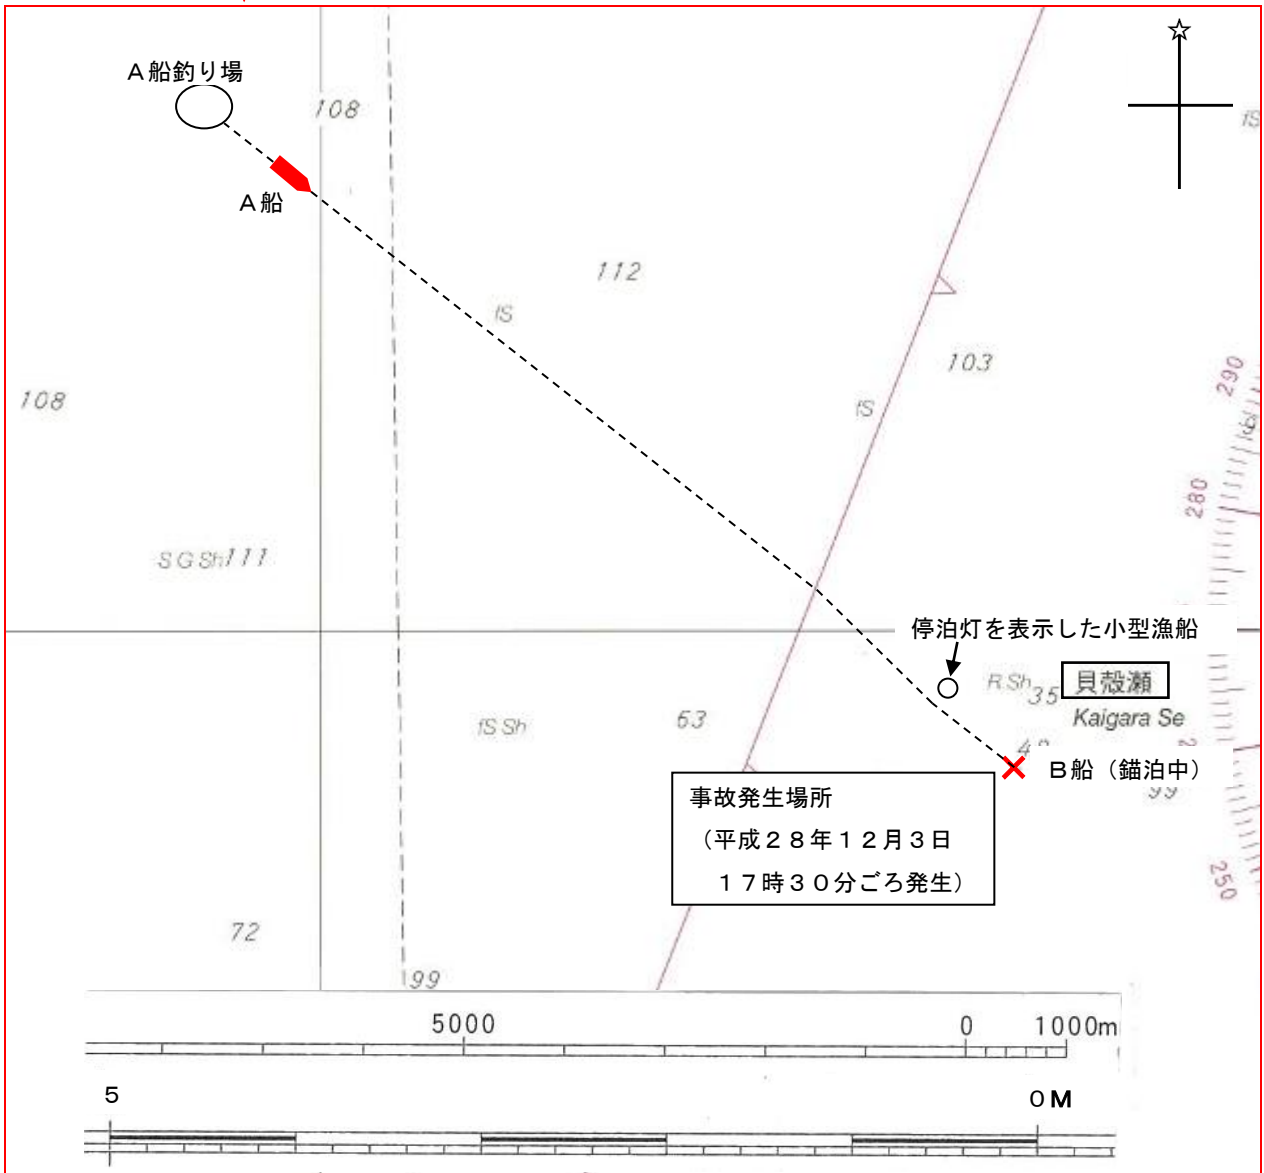 A船釣り場
108
A船
112
fS
103
290
108
fS
280
S G Sh 111
停泊灯を表示した小型漁船
R Sh 35
貝殻瀬
Kaigara Se
fS Sh
63
B船（錨泊中）
99
事故発生場所
（平成２８年１２月３日
１７時３０分ごろ発生）
250
72
99
5000
0
1000m
5
0 M